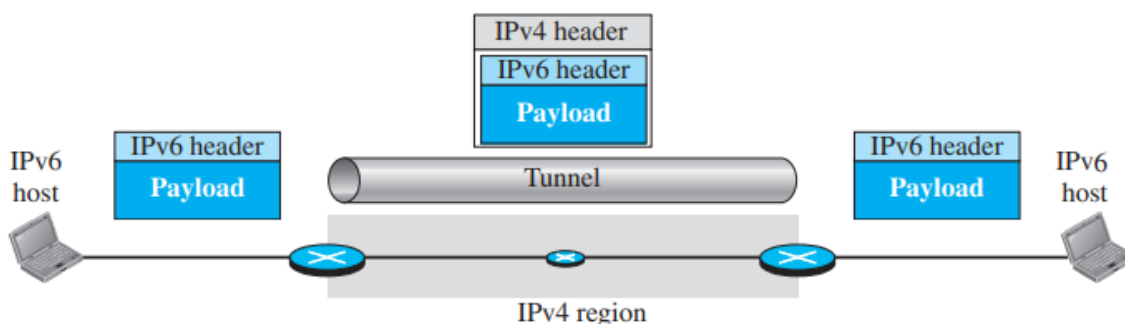 IPv4 header
IPv6 header
Payload
IPv6 header
Payload
IPv6 header
Payload
IPv6
host
Tunnel
IPv6
host
IPv4 region